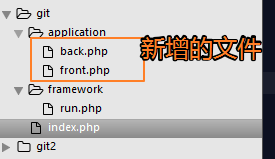 git
application
back.php
新增的文件
front.php
framework
run.php
index.php
git2